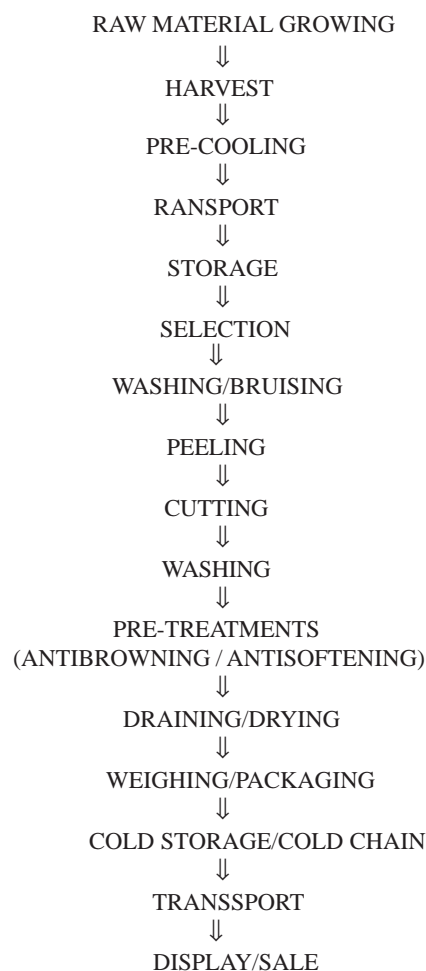 RAW MATERIAL GROWING
⇓
HARVEST
⇓
PRE-COOLING
⇓
RANSPORT
⇓
STORAGE
⇓
SELECTION
⇓
WASHING/BRUISING
⇓
PEELING
⇓
CUTTING
⇓
WASHING
⇓
PRE-TREATMENTS
(ANTIBROWNING / ANTISOFTENING)
⇓
DRAINING/DRYING
⇓
WEIGHING/PACKAGING
⇓
COLD STORAGE/COLD CHAIN
⇓
TRANSSPORT
⇓
DISPLAY/SALE